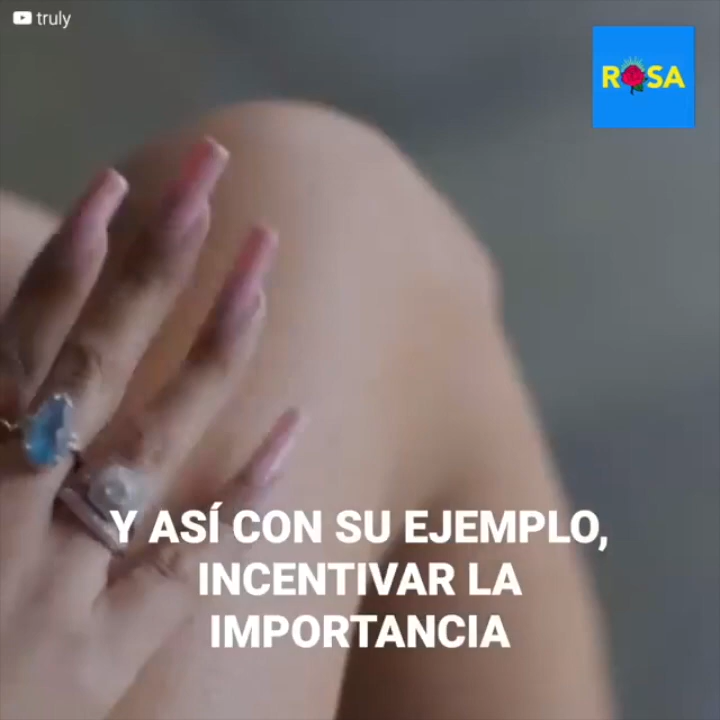 truly
ROSA
Y ASÍ CON SU EJEMPLO,
INCENTIVAR LA
IMPORTANCIA